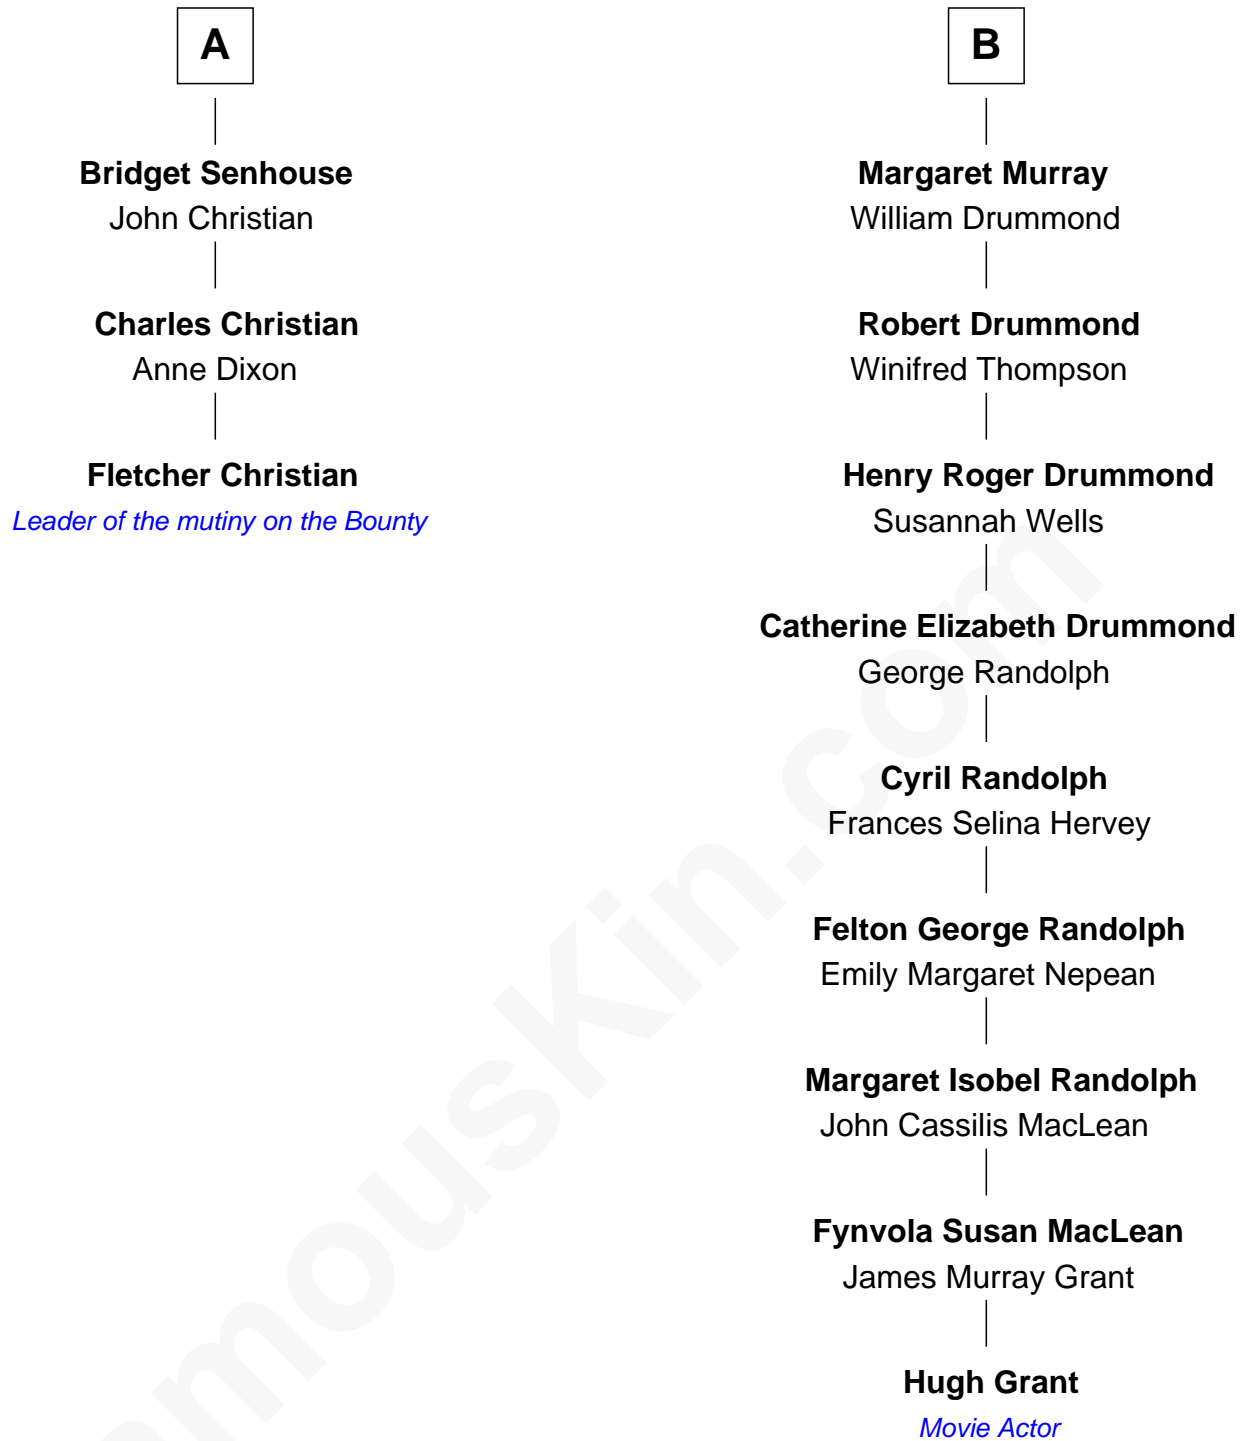 A
Bridget Senhouse
John Christian
Charles Christian
Anne Dixon
Fletcher Christian
Leader of the mutiny on the Bounty
B
Margaret Murray
William Drummond
Robert Drummond
Winifred Thompson
Henry Roger Drummond
Susannah Wells
Catherine Elizabeth Drummond
George Randolph
Cyril Randolph
Frances Selina Hervey
Felton George Randolph
Emily Margaret Nepean
Margaret Isobel Randolph
John Cassilis MacLean
Fynvola Susan MacLean
James Murray Grant
Hugh Grant
Movie Actor
amouskin.com